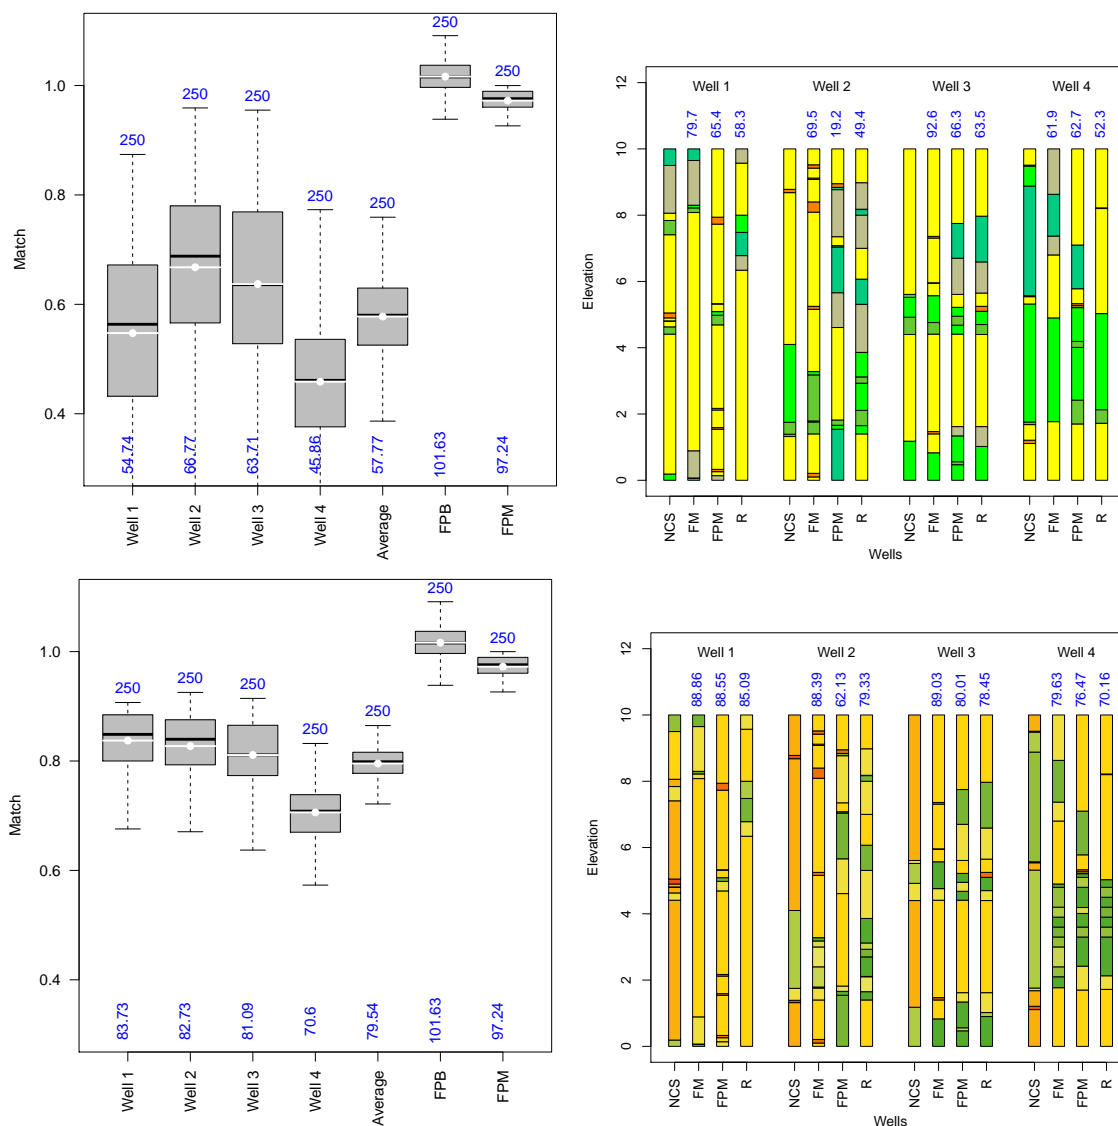 250
250
250
250
250
250
250
Match
1.0
0.8
0.6
0.4
54.74
66.77
63.71
45.86
57.77
101.63
97.24
Well 1
Well 2
Well 3
Well 4
Average
FPB
FPM
Well 1
Well 2
Well 3
Well 4
79.7
65.4
58.3
69.5
19.2
49.4
92.6
66.3
63.5
61.9
62.7
52.3
Elevation
12
10
8
6
4
2
0
NCS
FM
FPM
R
NCS
FM
FPM
R
NCS
FM
FPM
R
NCS
FM
FPM
R
Wells
250
250
250
250
250
250
250
Match
1.0
0.8
0.6
0.4
83.73
82.73
81.09
70.6
79.54
101.63
97.24
Well 1
Well 2
Well 3
Well 4
Average
FPB
FPM
Well 1
Well 2
Well 3
Well 4
88.86
88.55
85.09
88.39
62.13
79.33
89.03
80.01
78.45
79.63
76.47
70.16
Elevation
12
10
8
6
4
2
0
NCS
FM
FPM
R
NCS
FM
FPM
R
NCS
FM
FPM
R
NCS
FM
FPM
R
Wells